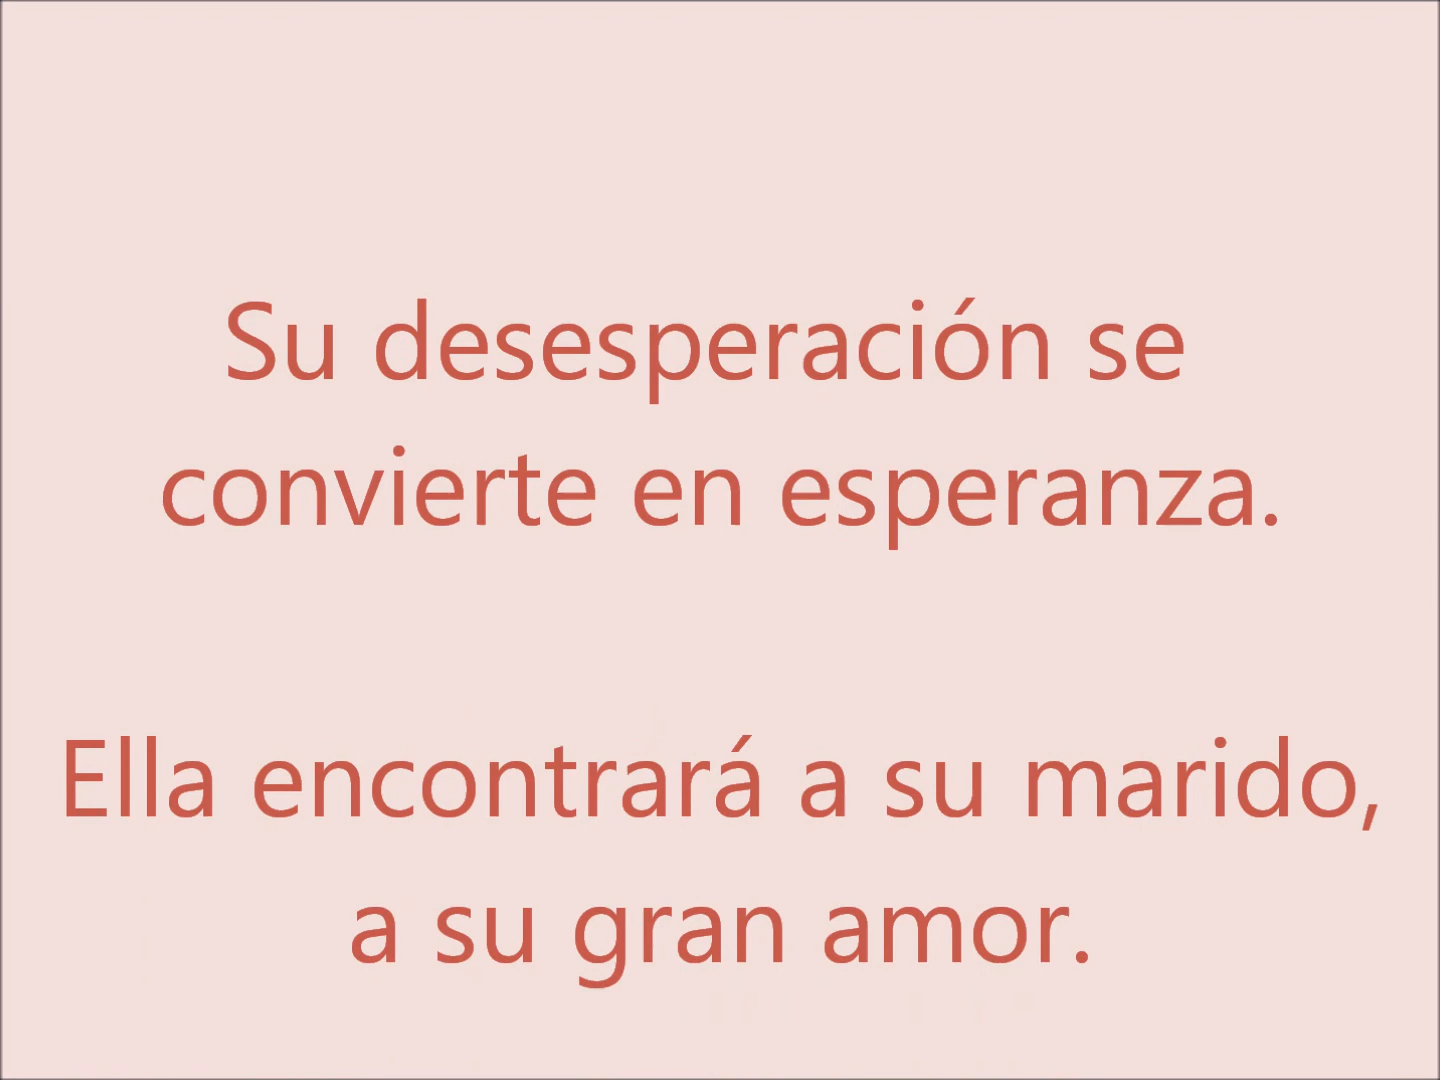 Su desesperación se
convierte en esperanza.
Ella encontrará a su marido,
a su gran amor.